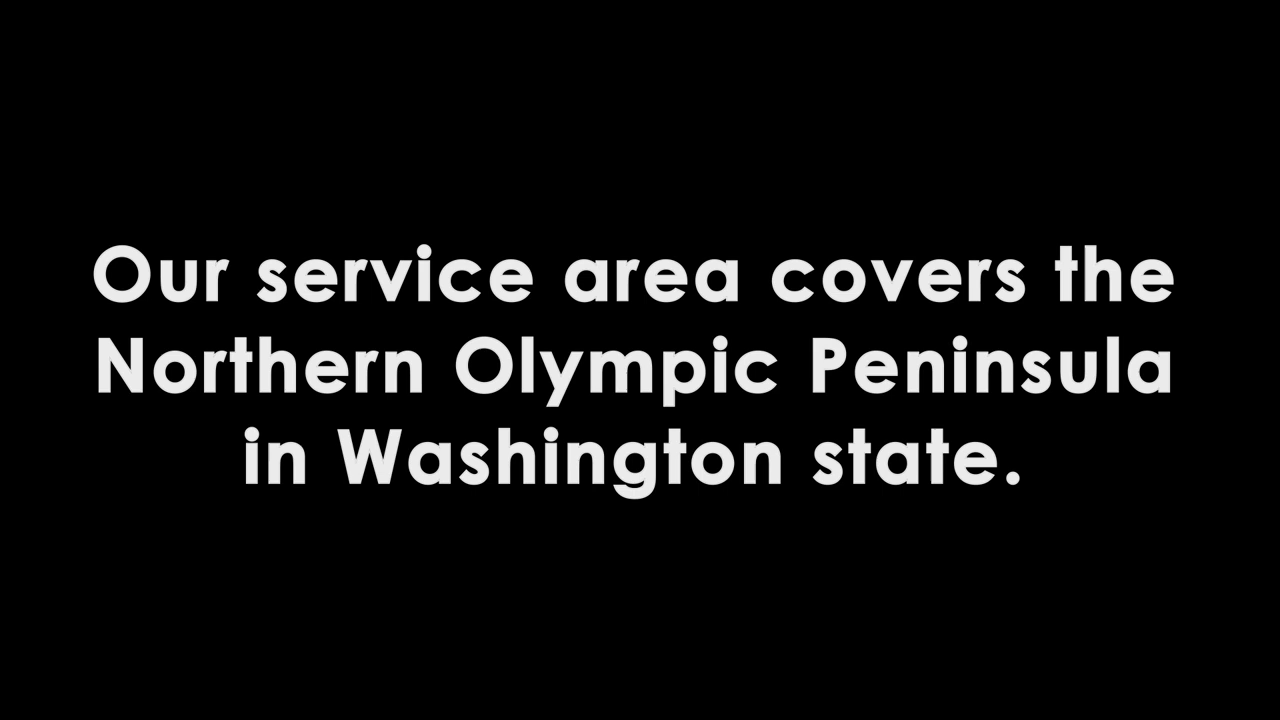 Our service area covers the
Northern Olympic Peninsula
in Washington state.